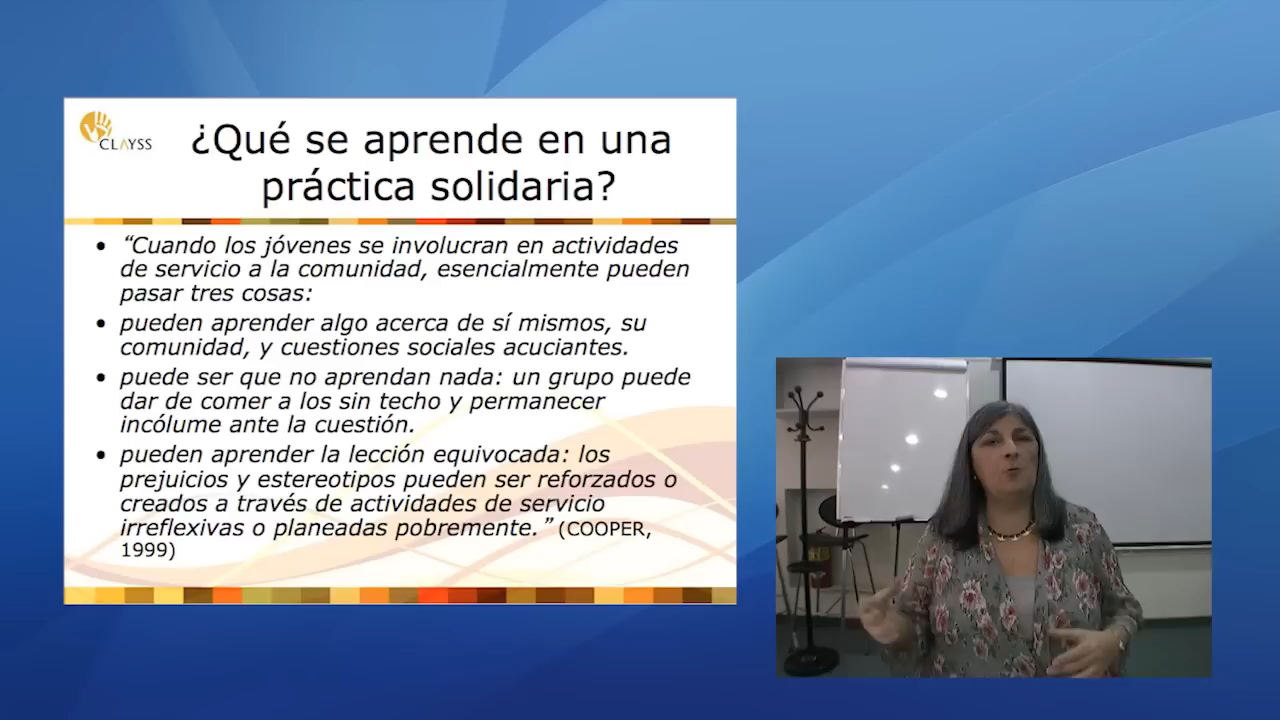 CLAYSS
¿Qué se aprende en una
práctica solidaria?
• “Cuando los jóvenes se involucran en actividades
de servicio a la comunidad, esencialmente pueden
pasar tres cosas:
• pueden aprender algo acerca de sí mismos, su
comunidad, y cuestiones sociales acuciantes.
• puede ser que no aprendan nada: un grupo puede
dar de comer a los sin techo y permanecer
incólume ante la cuestión.
• pueden aprender la lección equivocada: los
prejuicios y estereotipos pueden ser reforzados o
creados a través de actividades de servicio
irreflexivas o planeadas pobremente.” (COOPER,
1999)